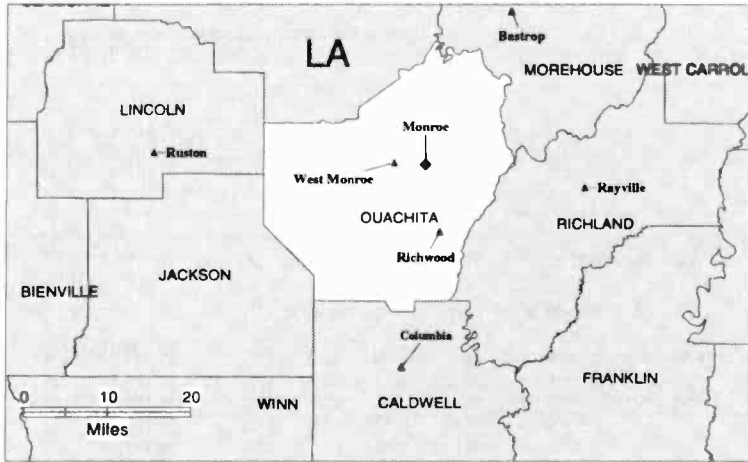 LA
Bastrop
MOREHOUSE
WEST CARROL
LINCOLN
Monroe
Ruston
West Monroe
Rayville
OUACHITA
RICHLAND
Richwood
JACKSON
BIENVILLE
Columbia
FRANKLIN
WINN
CALDWELL
0 10 20
Miles